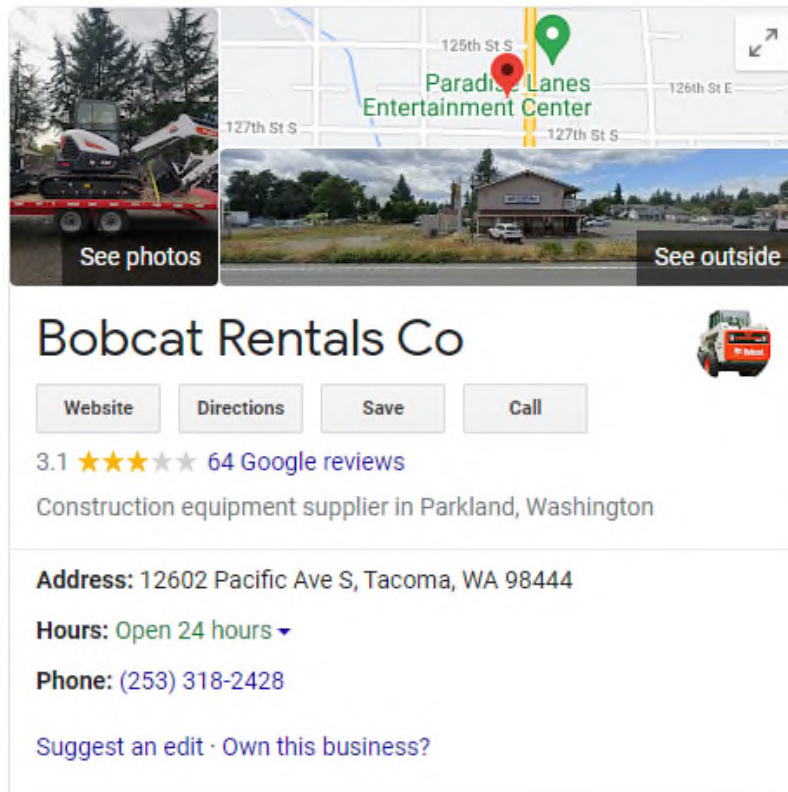 125th St S
Paradise Lanes
Entertainment Center
126th St E
127th St S
127th St S
See photos
See outside
Bobcat Rentals Co
Bobcat
Website
Directions
Save
Call
3.1
64 Google reviews
Construction equipment supplier in Parkland, Washington
Address: 12602 Pacific Ave S, Tacoma, WA 98444
Hours: Open 24 hours
Phone: (253) 318-2428
Suggest an edit · Own this business?